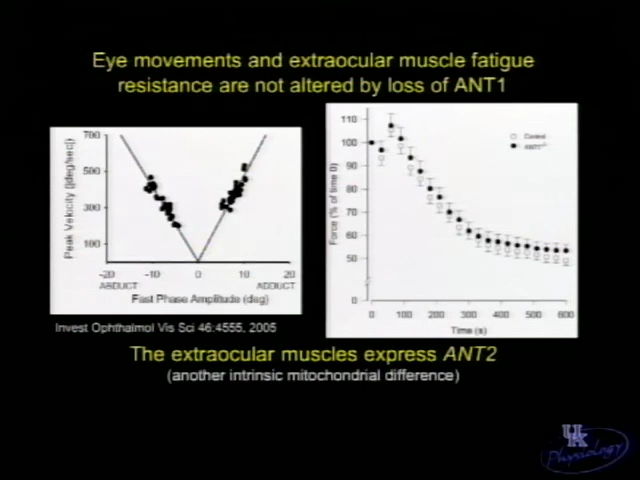 Eye movements and extraocular muscle fatigue
resistance are not altered by loss of ANT1
Peak Velocity (|deg/sec|)
700
500
300
100
-20 -10 0 10 20
ABDUCT ADDUCT
Fast Phase Amplitude (deg)
Force (% of time 0)
110
100
90
80
70
60
50
0
0 100 200 300 400 500 600
Time (s)
Control
Invest Ophthalmol Vis Sci 46:4555, 2005
The extraocular muscles express ANT2
(another intrinsic mitochondrial difference)
UK
Physiology